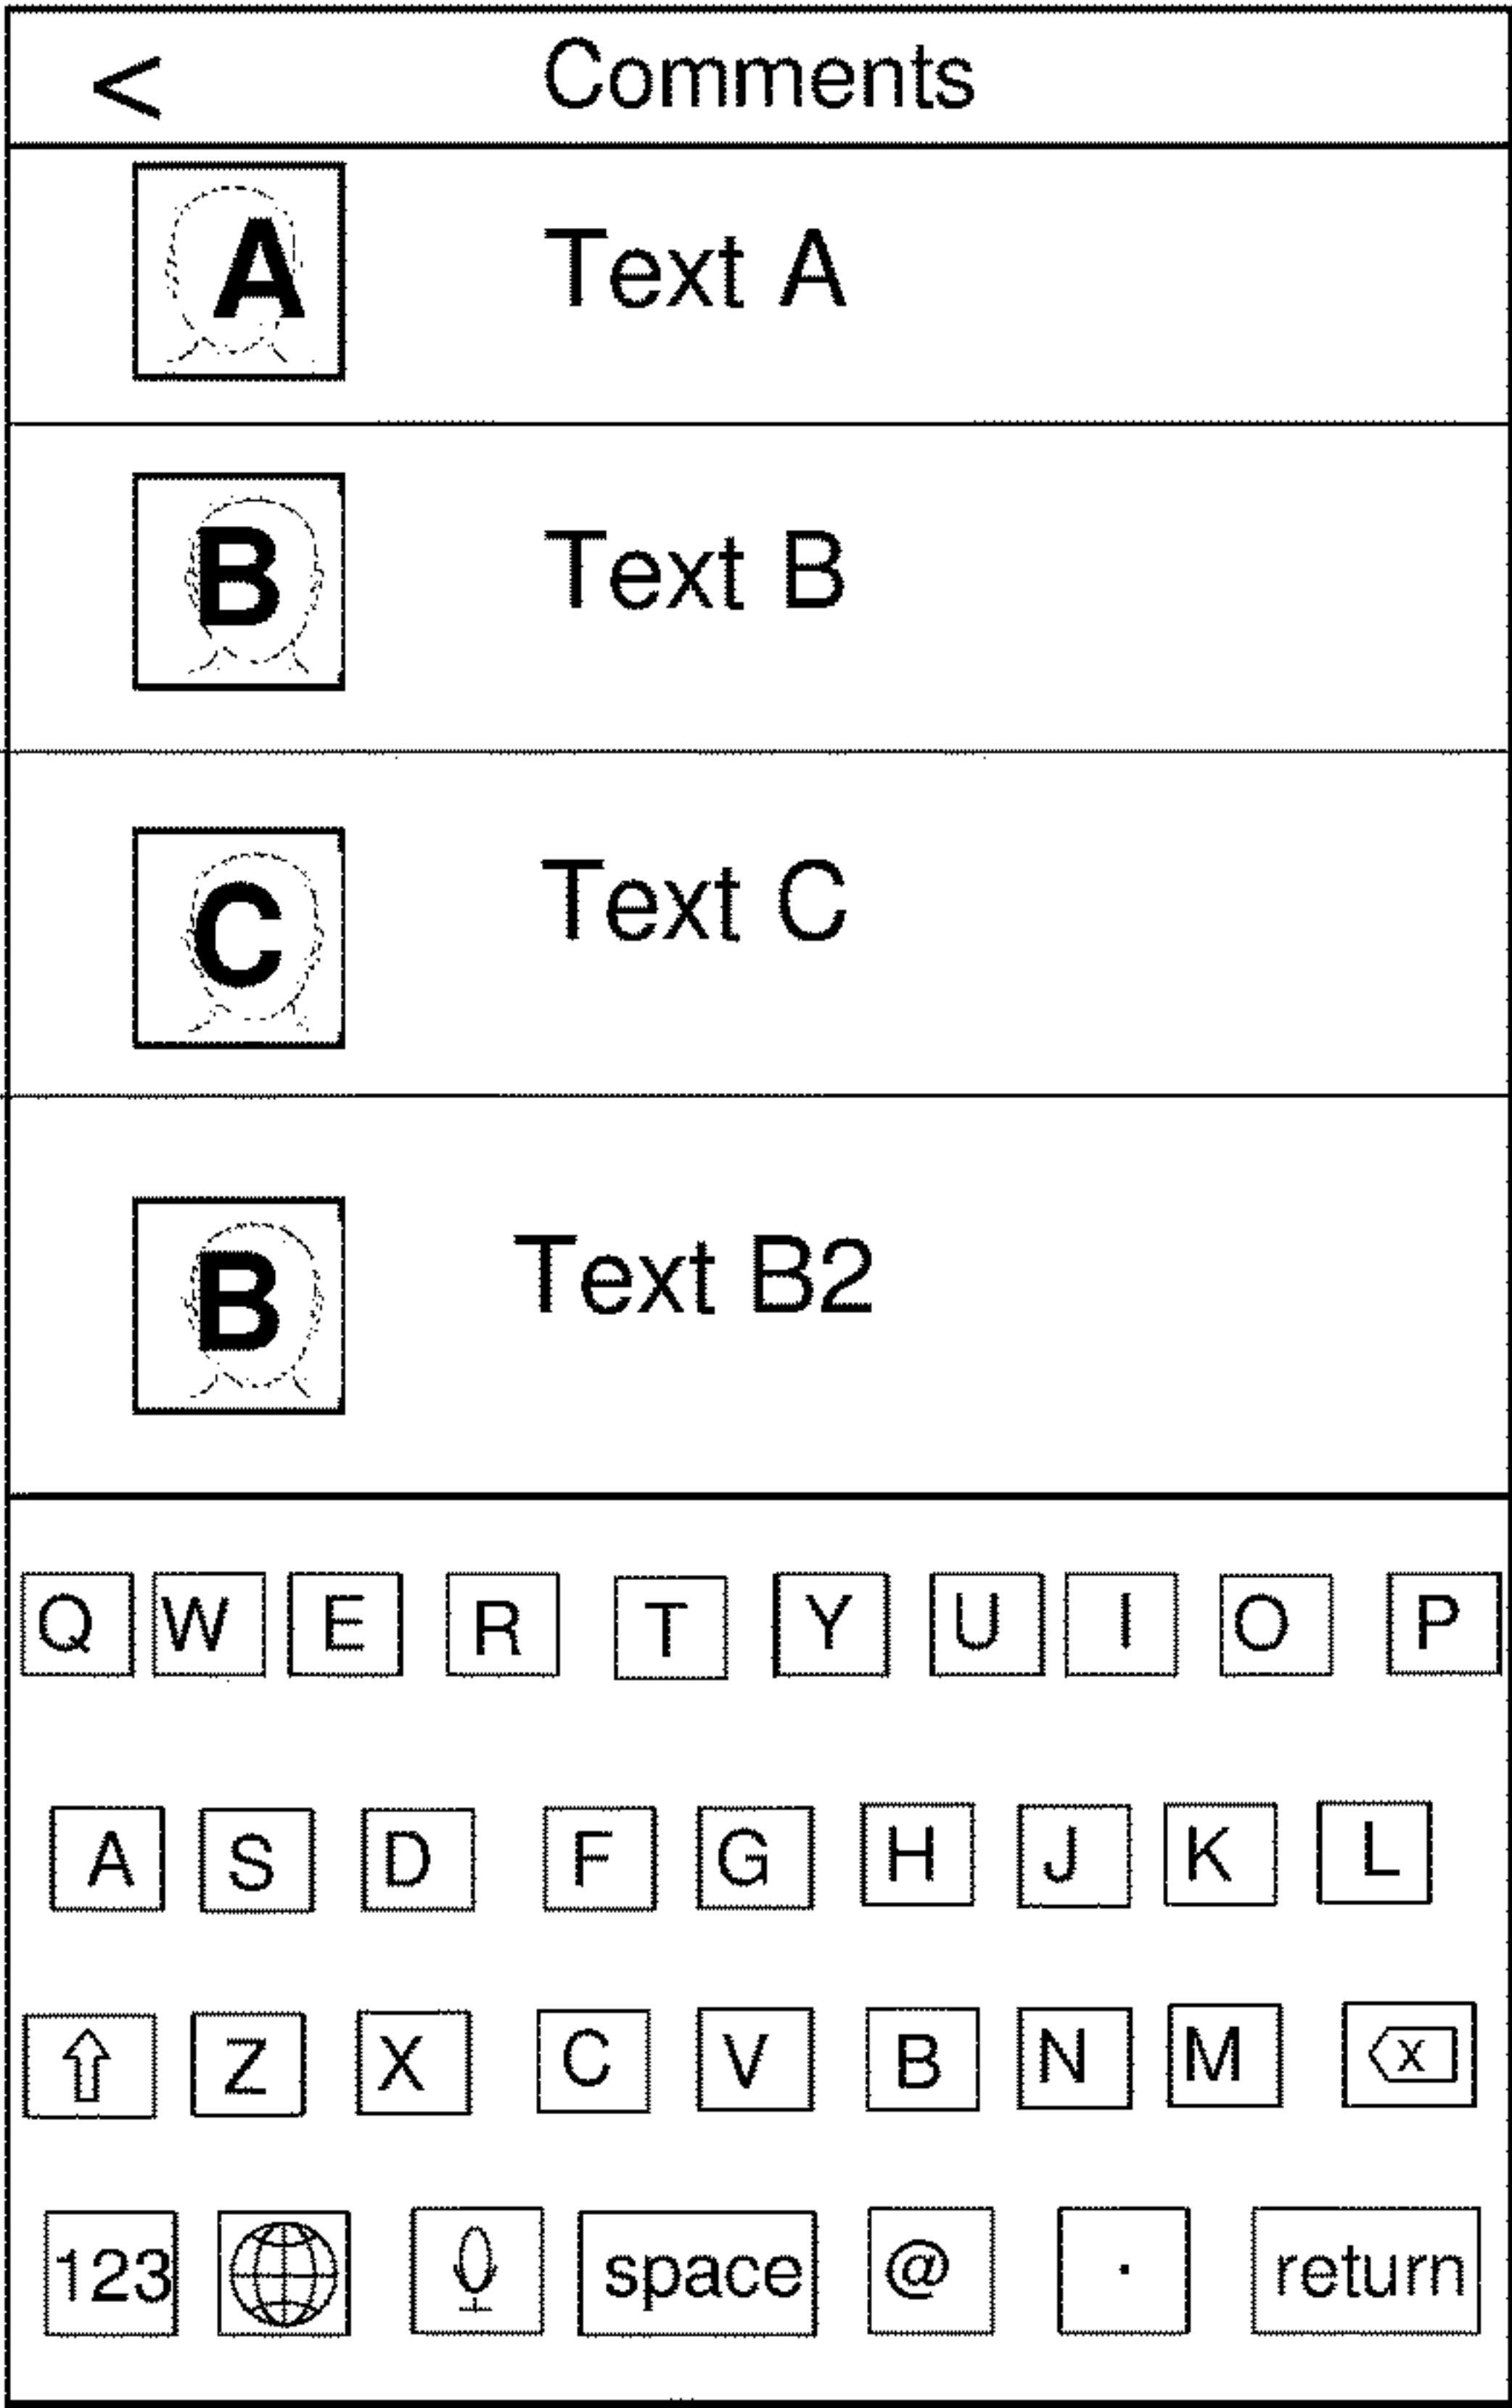 < Comments
A Text A
B Text B
C Text C
B Text B2
Q W E R T Y U I O P
A S D F G H J K L
Z X C V B N M X
123 space @ . return